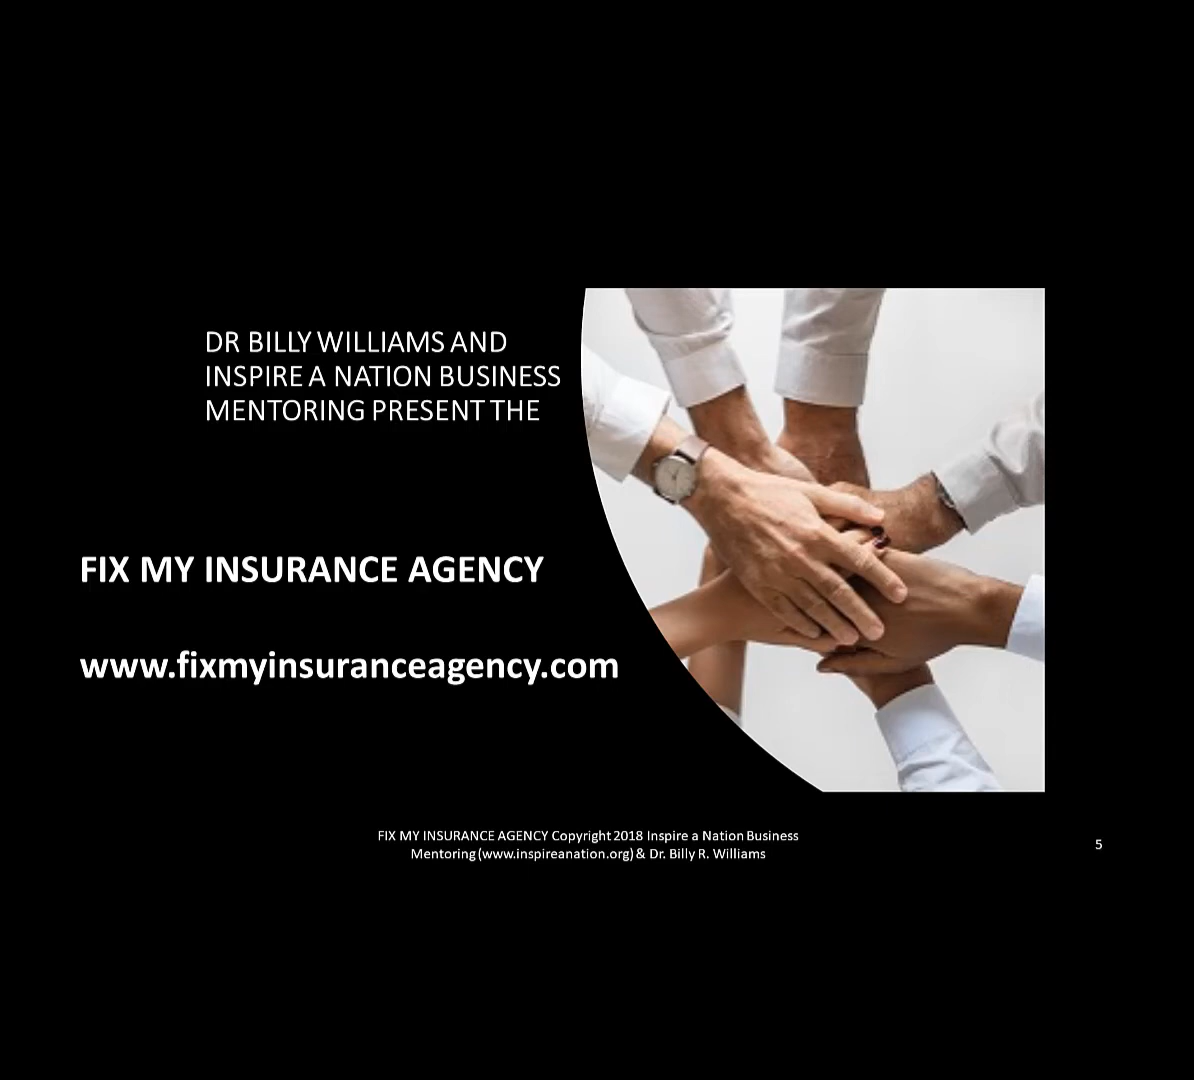 DR BILLY WILLIAMS AND
INSPIRE A NATION BUSINESS
MENTORING PRESENT THE
FIX MY INSURANCE AGENCY
www.fixmyinsuranceagency.com
FIX MY INSURANCE AGENCY Copyright 2018 Inspire a Nation Business
Mentoring (www.inspireanation.org) & Dr. Billy R. Williams
5